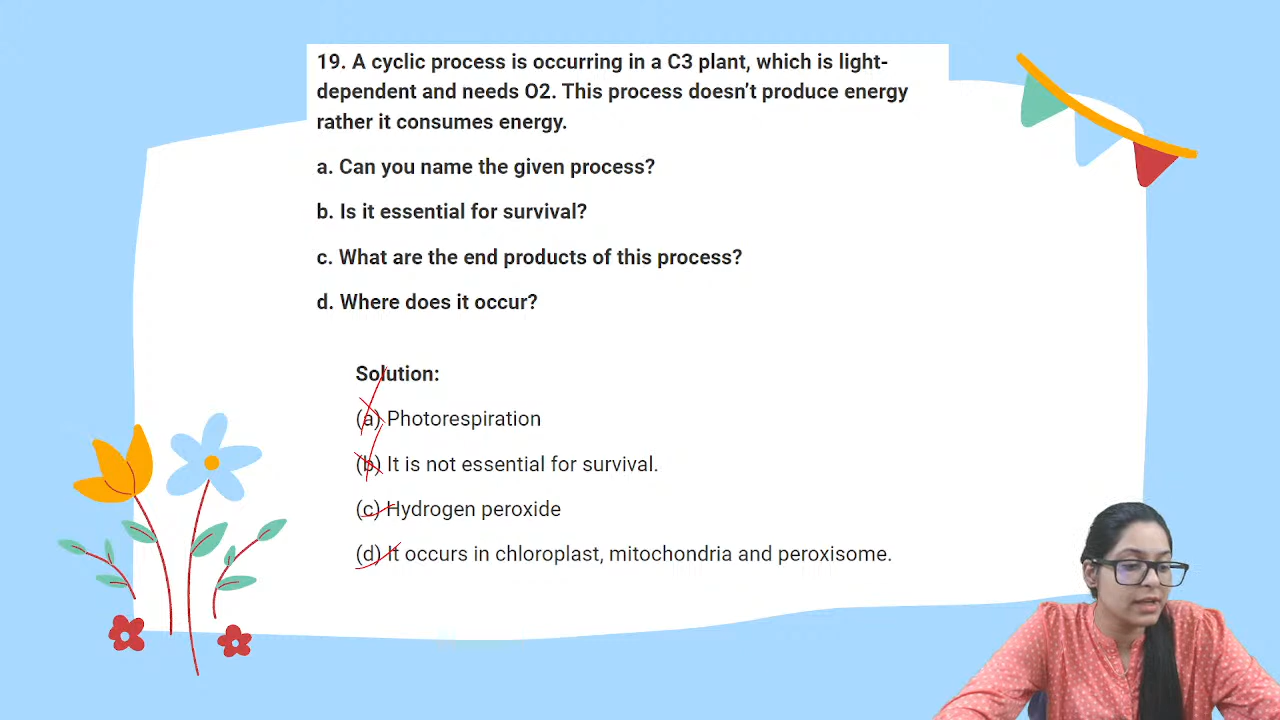 19. A cyclic process is occurring in a C3 plant, which is light-
dependent and needs O2. This process doesn’t produce energy
rather it consumes energy.
a. Can you name the given process?
b. Is it essential for survival?
c. What are the end products of this process?
d. Where does it occur?
Solution:
(a) Photorespiration
(b) It is not essential for survival.
(c) Hydrogen peroxide
(d) It occurs in chloroplast, mitochondria and peroxisome.